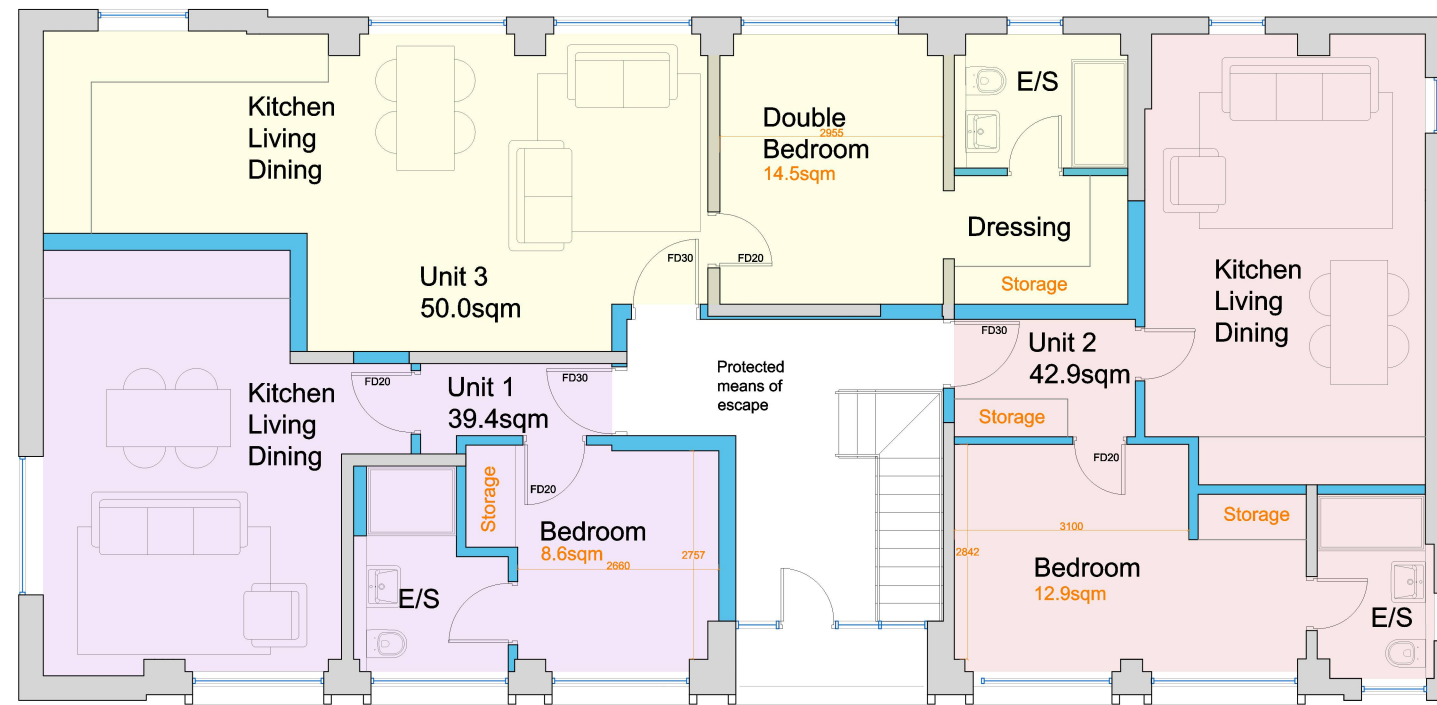 Kitchen
Living
Dining
Double
2955
Bedroom
14.5sqm
E/S
Dressing
Storage
Unit 3
50.0sqm
FD30
FD20
Kitchen
Living
Dining
Unit 1
39.4sqm
FD20
FD30
Protected
means of
escape
FD30
Unit 2
42.9sqm
Storage
Kitchen
Living
Dining
Storage
FD20
Bedroom
8.6sqm
2757
2660
E/S
FD20
3100
2842
Bedroom
12.9sqm
Storage
E/S